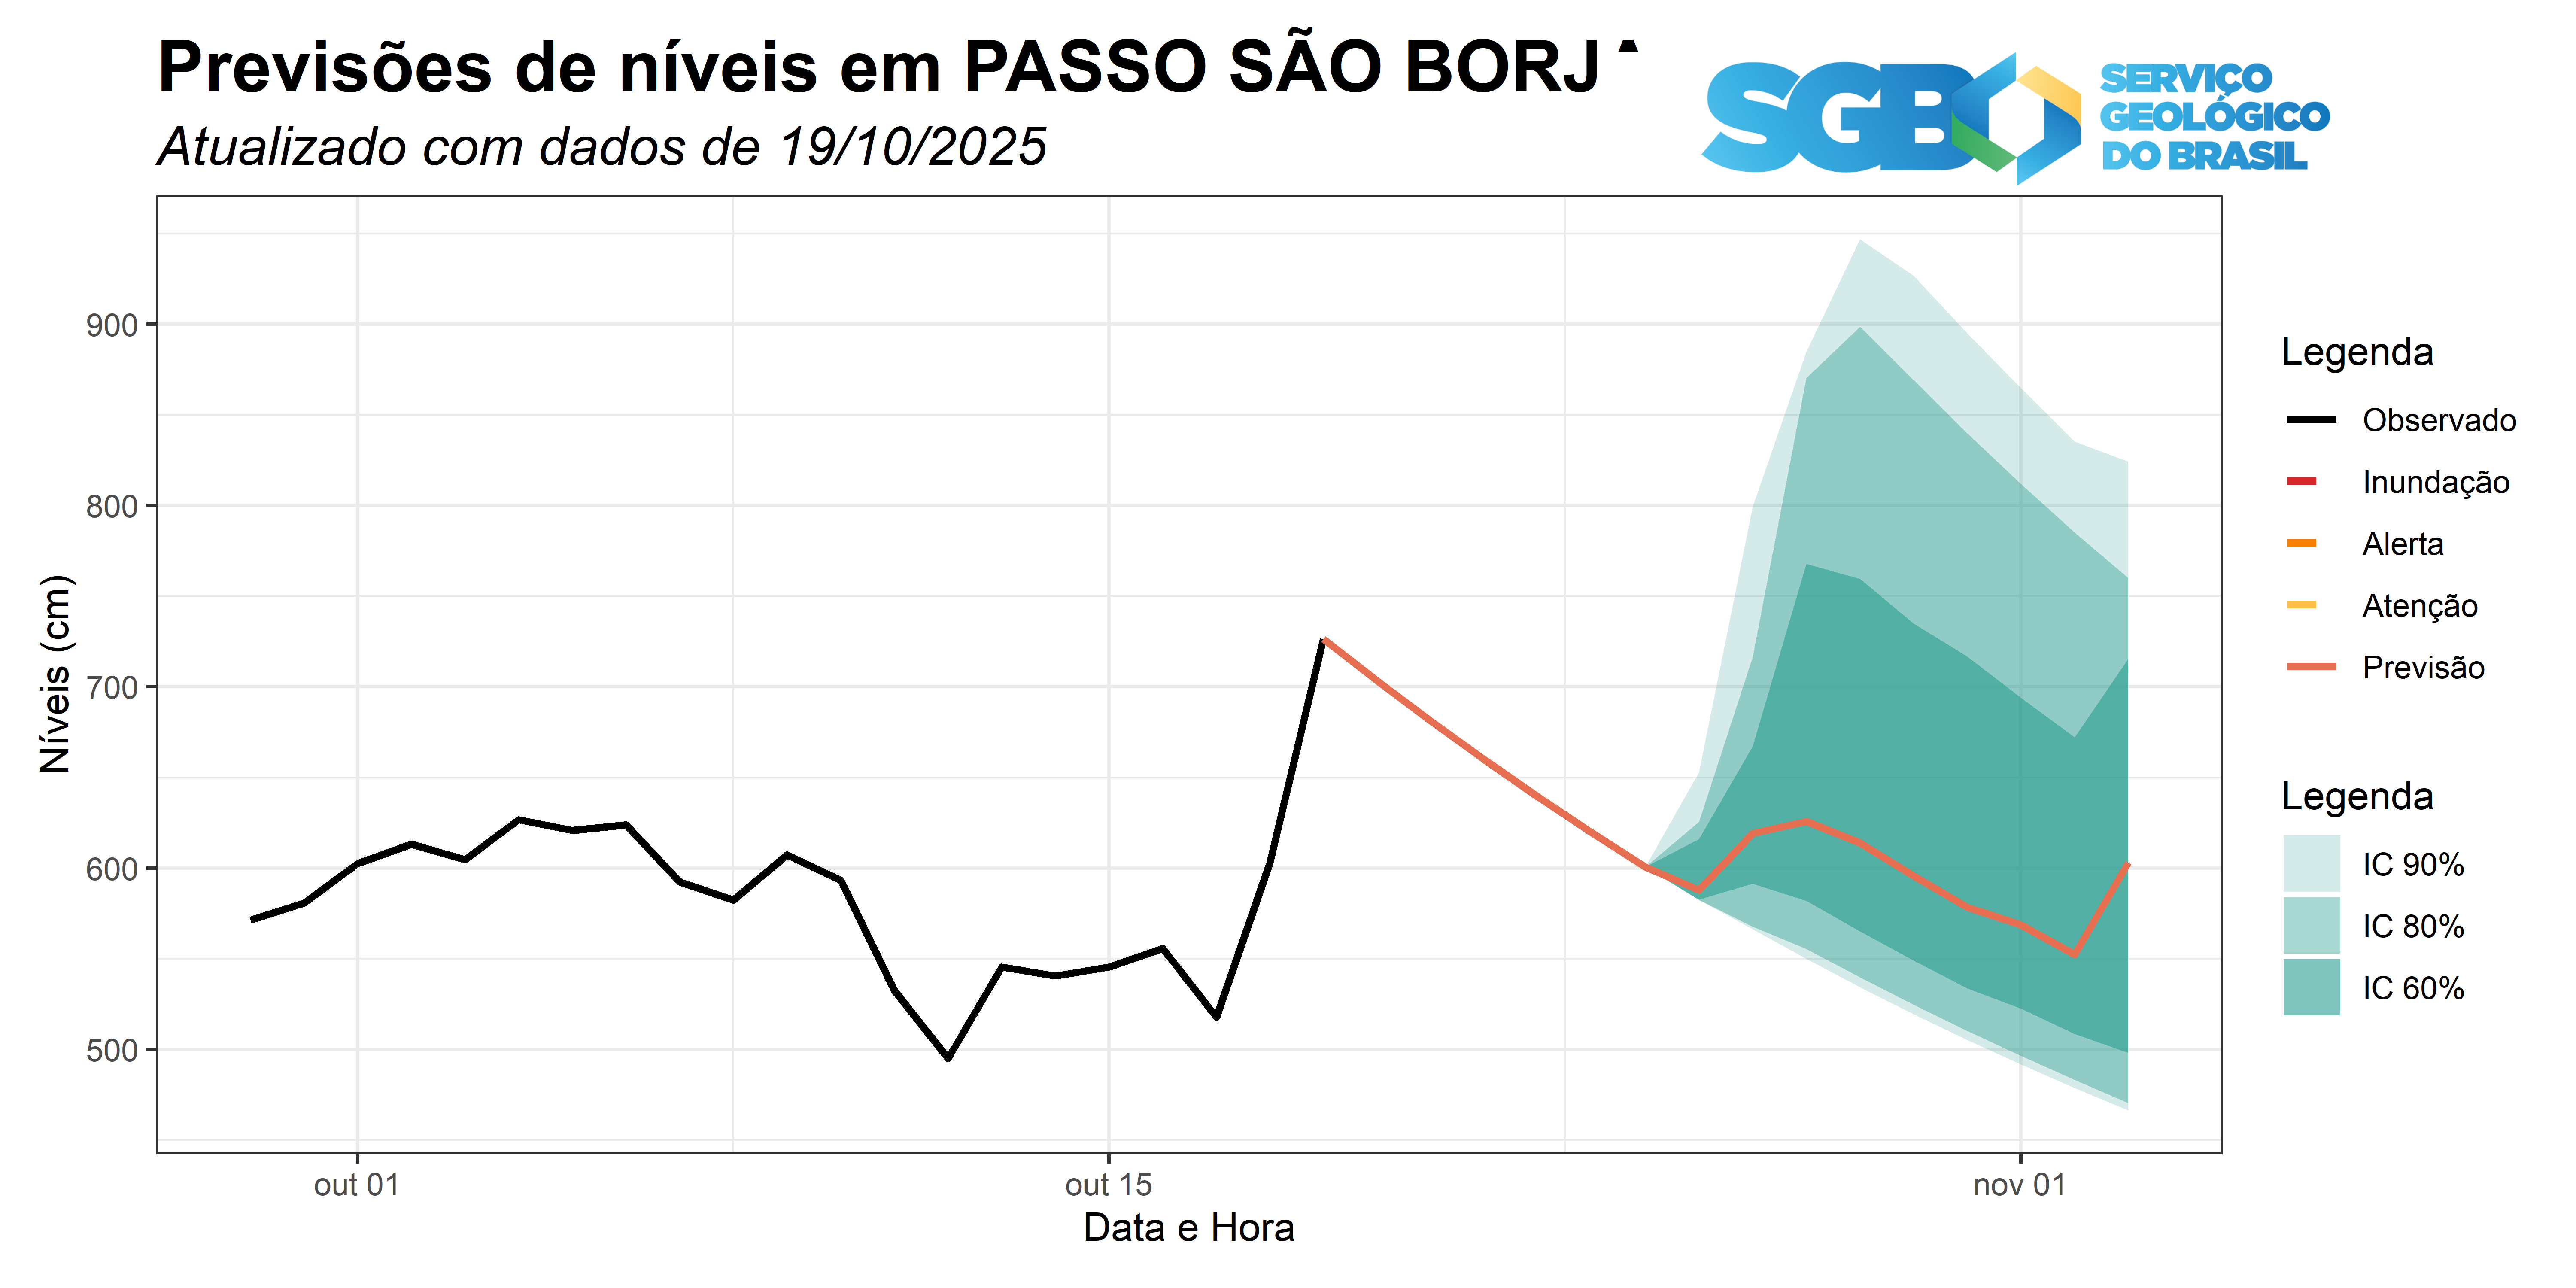 Previsões de níveis em PASSO SÃO BORJ
Atualizado com dados de 19/10/2025
SGB
SERVIÇO
GEOLÓGICO
DO BRASIL
900
800
700
600
500
Níveis (cm)
out 01
out 15
nov 01
Data e Hora
Legenda
Observado
Inundação
Alerta
Atenção
Previsão
Legenda
IC 90%
IC 80%
IC 60%